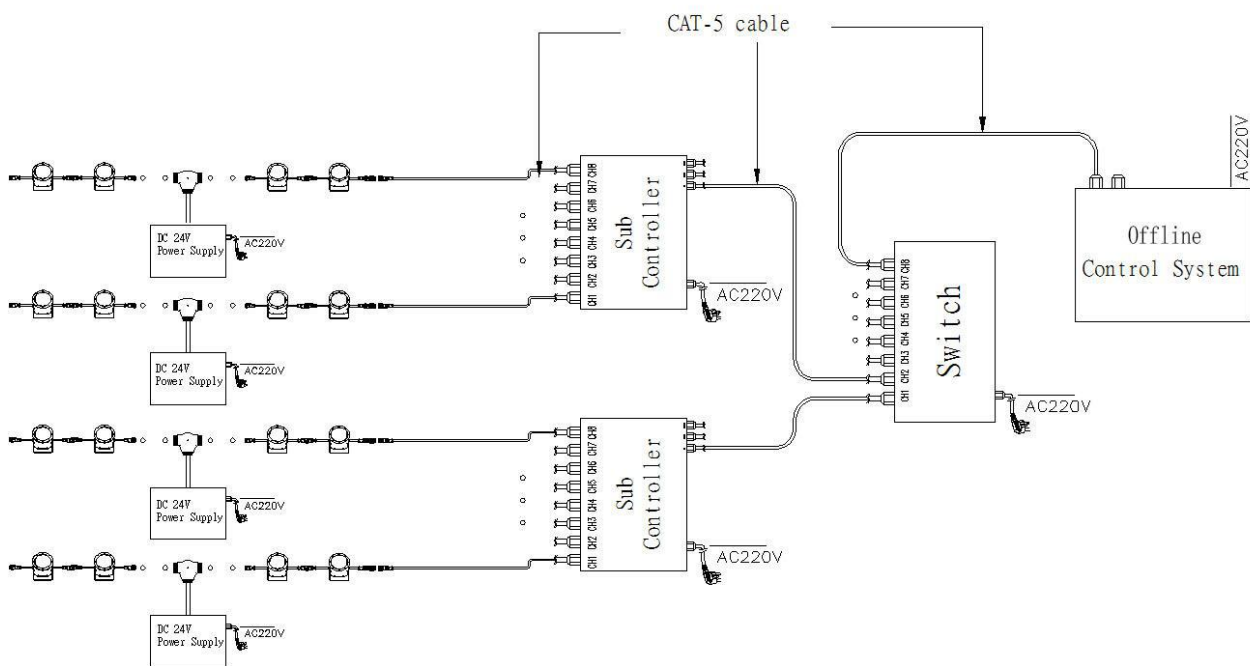 CAT-5 cable
AC220V
Offline
Control System
CH8
CH7
CH6
CH5
CH4
CH3
CH2
CH1
Sub
Controller
AC220V
DC 24V
Power Supply
AC220V
DC 24V
Power Supply
AC220V
CH8
CH7
CH6
CH5
CH4
CH3
CH2
CH1
Switch
AC220V
CH8
CH7
CH6
CH5
CH4
CH3
CH2
CH1
Sub
Controller
AC220V
DC 24V
Power Supply
AC220V
DC 24V
Power Supply
AC220V